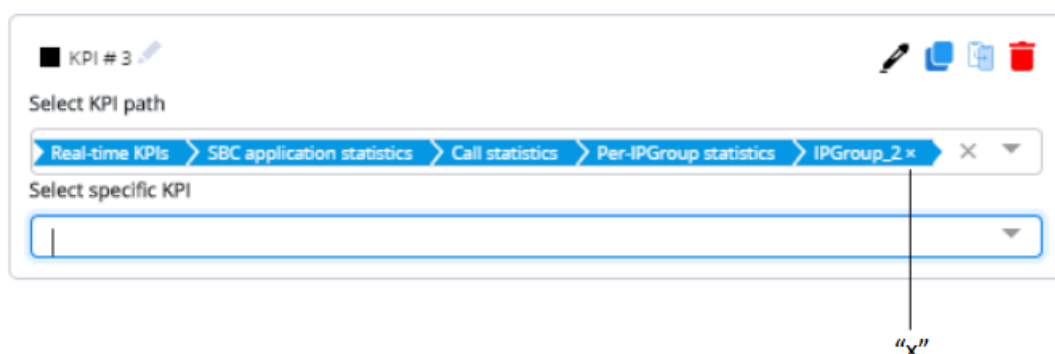 KPI # 3
Select KPI path
Real-time KPIs SBC application statistics Call statistics Per-IPGroup statistics IPGroup_2 ×
Select specific KPI
“x”